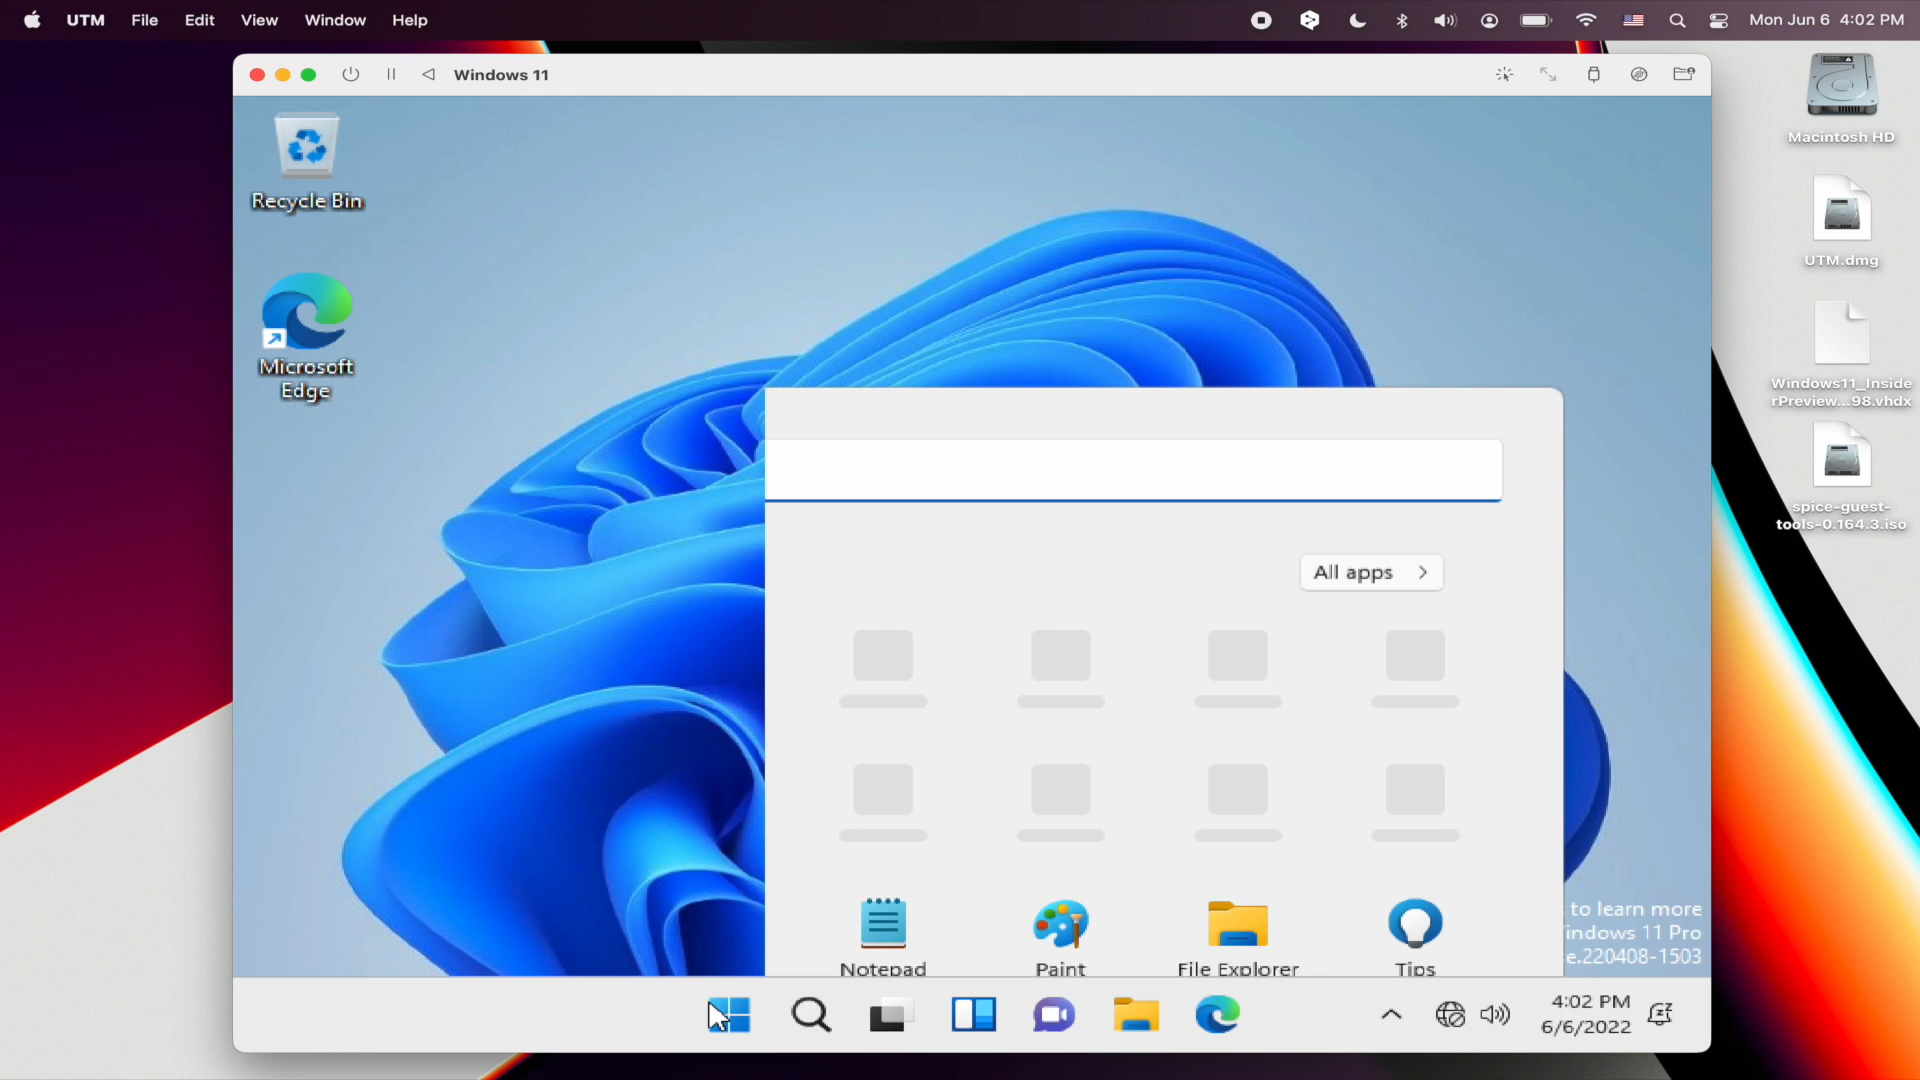 UTM File Edit View Window Help
Mon Jun 6 4:02 PM
Windows 11
Recycle Bin
Microsoft
Edge
Macintosh HD
UTM.dmg
Windows11_Inside
rPreview...98.vhdx
spice-guest-
tools-0.164.3.iso
All apps
Notepad Paint File Explorer Tips
to learn more
indows 11 Pro
e.220408-1503
4:02 PM
6/6/2022